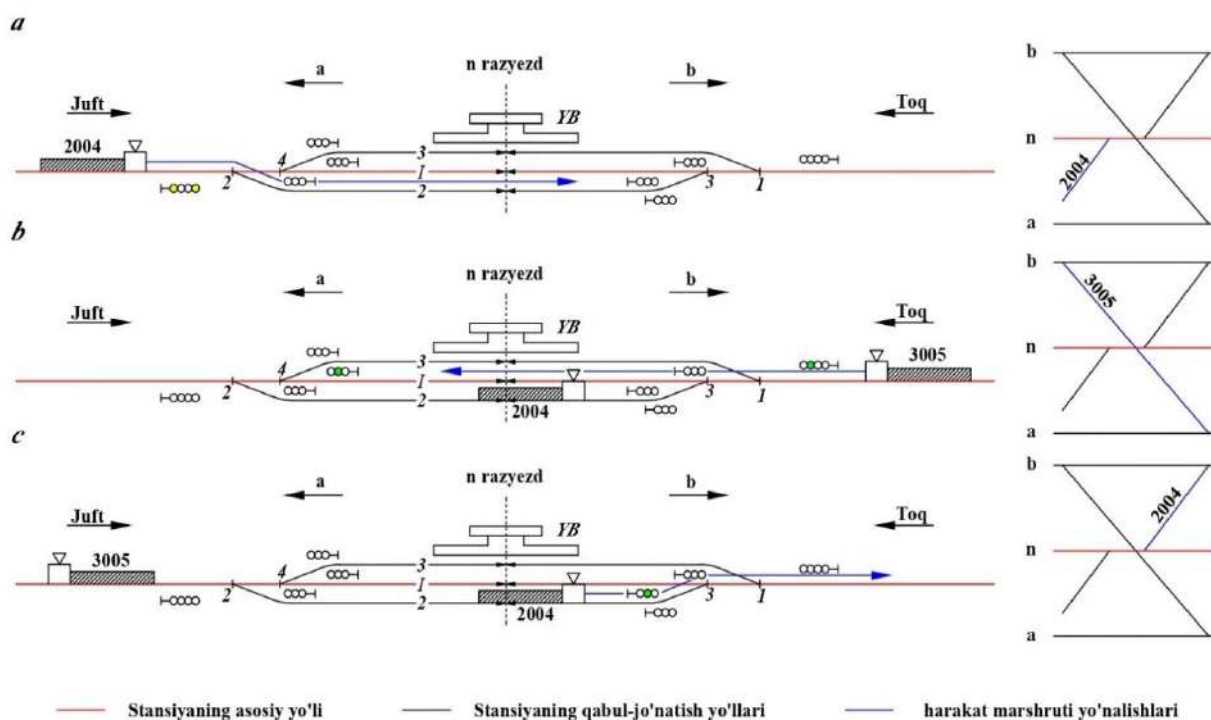 a
n razyezd
a
b
Juft
YB
Toq
2004
4
3
1
2
2
3
1
b
n
a
2004
b
n razyezd
a
b
Juft
YB
Toq
4
3
3005
1
2
2
2004
3
1
b
n
a
3005
c
n razyezd
a
b
Juft
YB
Toq
3005
4
3
1
2
2
2004
3
1
b
n
a
2004
Stansiyaning asosiy yo'li
Stansiyaning qabul-jo'natish yo'llari
harakat marshruti yo'nalishlari